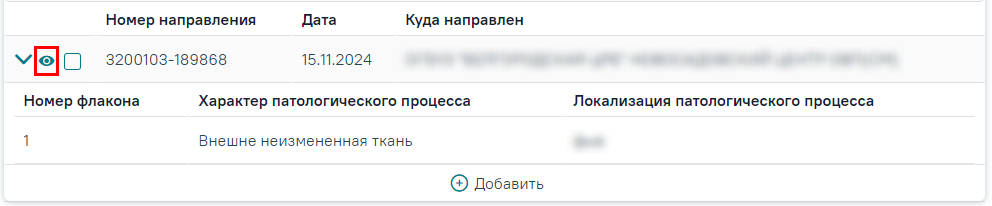 Номер направления Дата Куда направлен
3200103-189868 15.11.2024
Номер флакона Характер патологического процесса Локализация патологического процесса
1 Внешне неизмененная ткань
Добавить